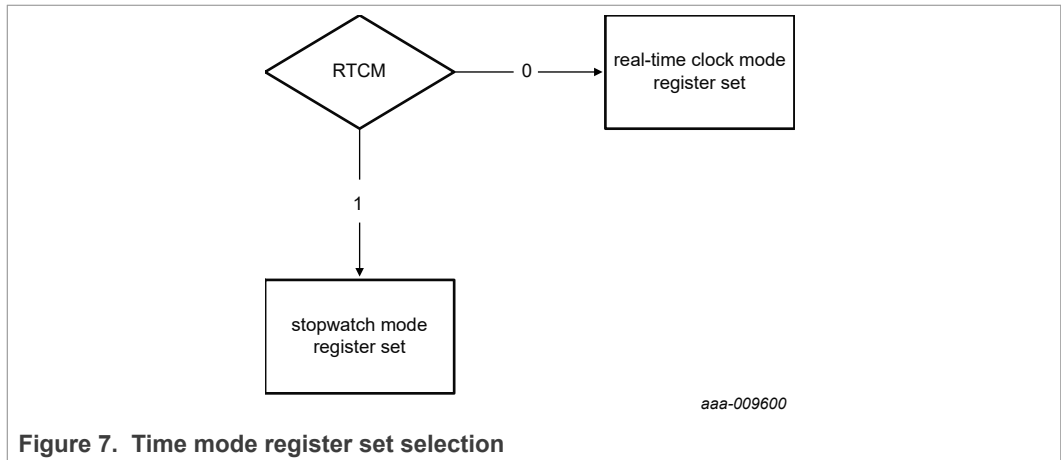 RTCM
0
real-time clock mode
register set
1
stopwatch mode
register set
aaa-009600
Figure 7. Time mode register set selection